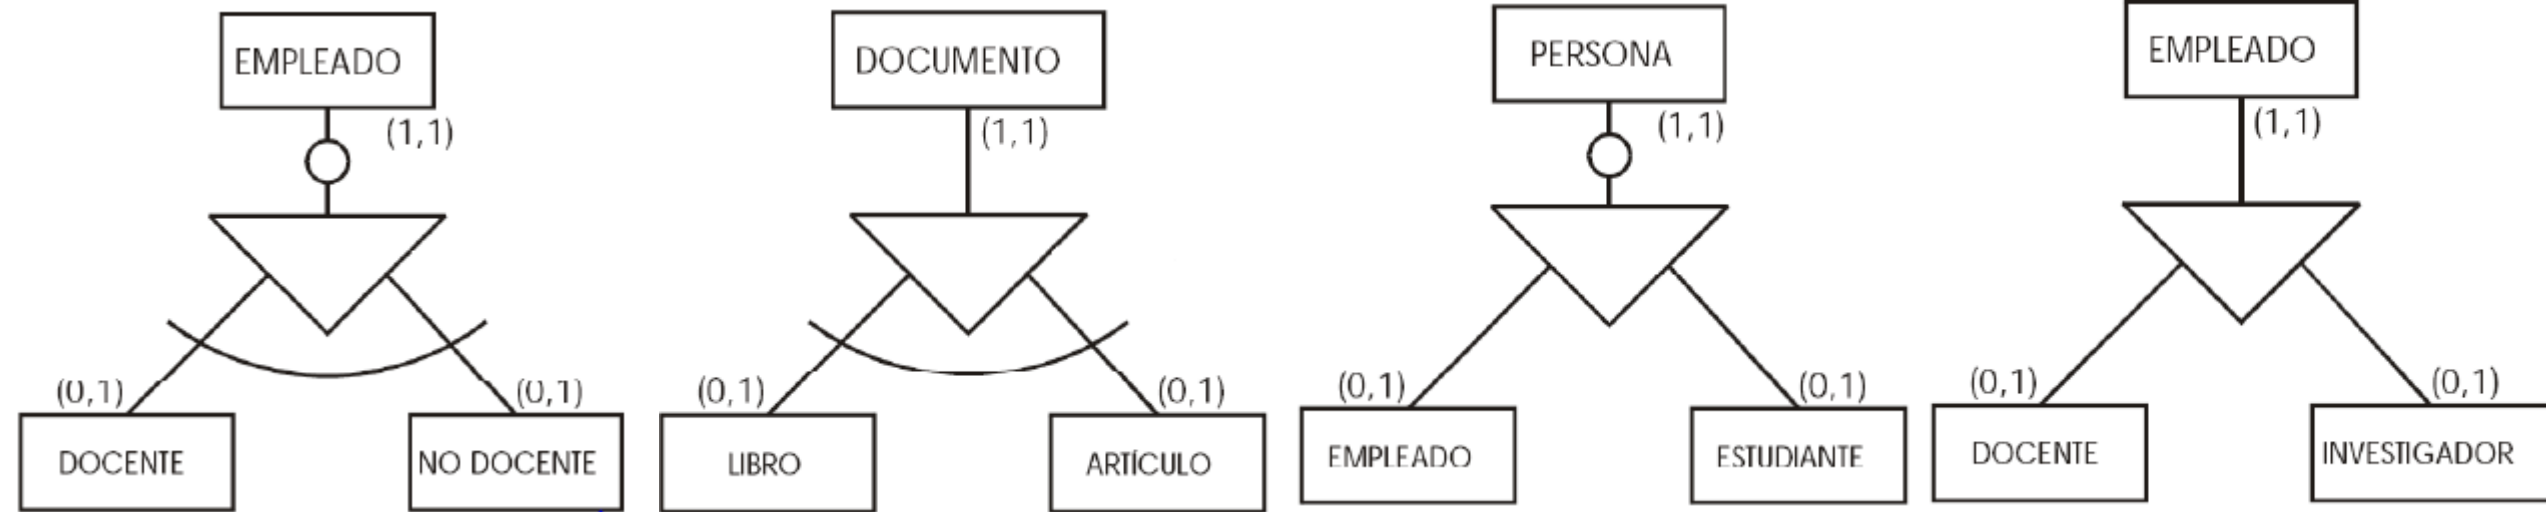 EMPLEADO
(1,1)
(0,1)
(0,1)
DOCENTE
NO DOCENTE
DOCUMENTO
(1,1)
(0,1)
(0,1)
LIBRO
ARTÍCULO
PERSONA
(1,1)
(0,1)
(0,1)
EMPLEADO
ESTUDIANTE
EMPLEADO
(1,1)
(0,1)
(0,1)
DOCENTE
INVESTIGADOR